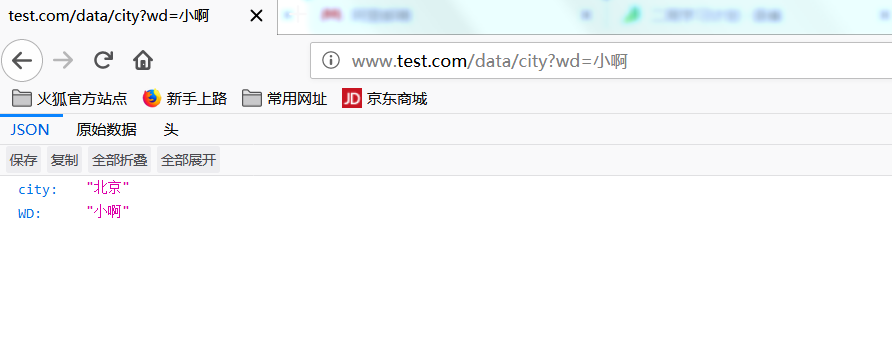 test.com/data/city?wd=小啊
www.test.com/data/city?wd=小啊
火狐官方站点 新手上路 常用网址 JD 京东商城
JSON 原始数据 头
保存 复制 全部折叠 全部展开
city: "北京"
WD: "小啊"